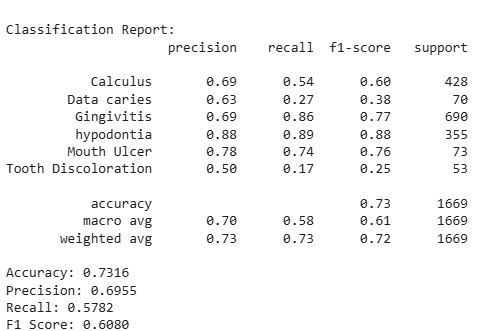 Classification Report:
precision recall f1-score support
Calculus 0.69 0.54 0.60 428
Data caries 0.63 0.27 0.38 70
Gingivitis 0.69 0.86 0.77 690
hypodontia 0.88 0.89 0.88 355
Mouth Ulcer 0.78 0.74 0.76 73
Tooth Discoloration 0.50 0.17 0.25 53
accuracy 0.73 1669
macro avg 0.70 0.58 0.61 1669
weighted avg 0.73 0.73 0.72 1669
Accuracy: 0.7316
Precision: 0.6955
Recall: 0.5782
F1 Score: 0.6080